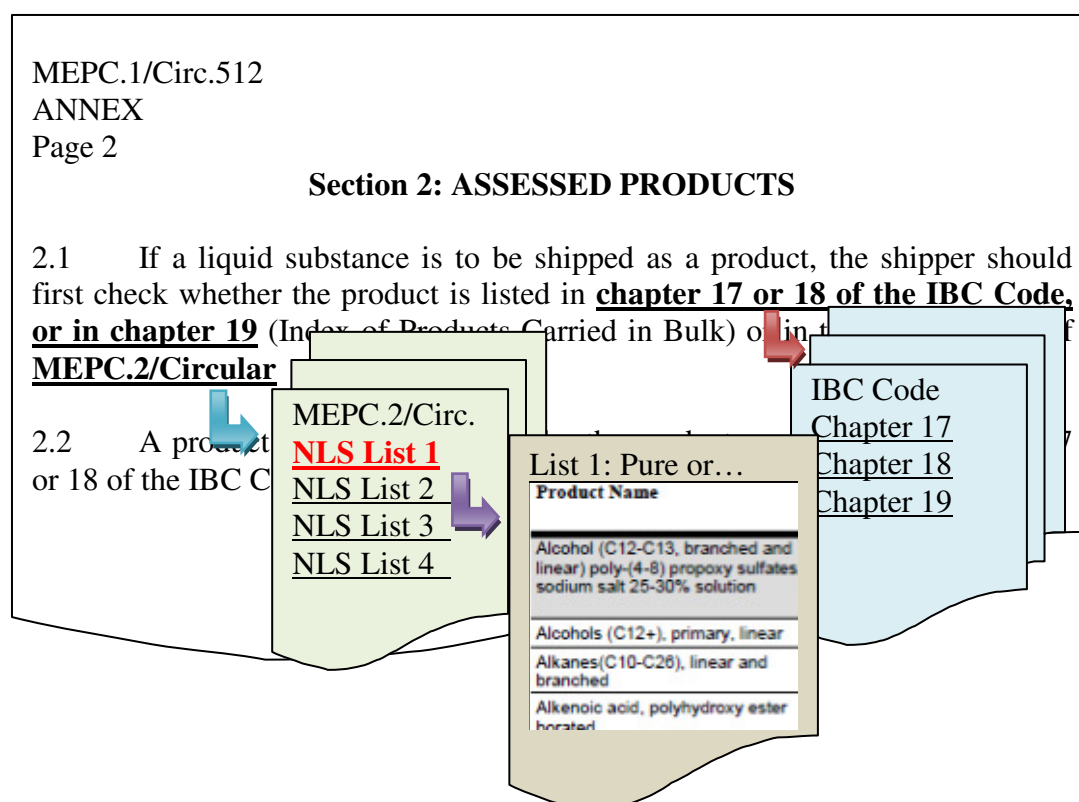 MEPC.1/Circ.512
ANNEX
Page 2
Section 2: ASSESSED PRODUCTS
2.1 If a liquid substance is to be shipped as a product, the shipper should
first check whether the product is listed in chapter 17 or 18 of the IBC Code,
or in chapter 19 (Index of Products Carried in Bulk) or in
MEPC.2/Circular
2.2 A product
or 18 of the IBC
MEPC.2/Circ.
NLS List 1
NLS List 2
NLS List 3
NLS List 4
List 1: Pure or…
Product Name
Alcohol (C12-C13, branched and
linear) poly-(4-8) propoxy sulfates
sodium salt 25-30% solution
Alcohols (C12+), primary, linear
Alkanes(C10-C26), linear and
branched
Alkenoic acid, polyhydroxy ester
borated
IBC Code
Chapter 17
Chapter 18
Chapter 19